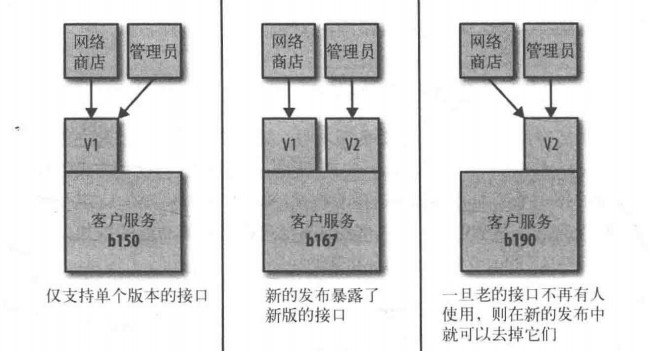 网络
商店
管理员
V1
客户服务
b150
仅支持单个版本的接口
网络
商店
管理员
V1
V2
客户服务
b167
新的发布暴露了
新版的接口
网络
商店
管理员
V2
客户服务
b190
一旦老的接口不再有人
使用，则在新的发布中
就可以去掉它们